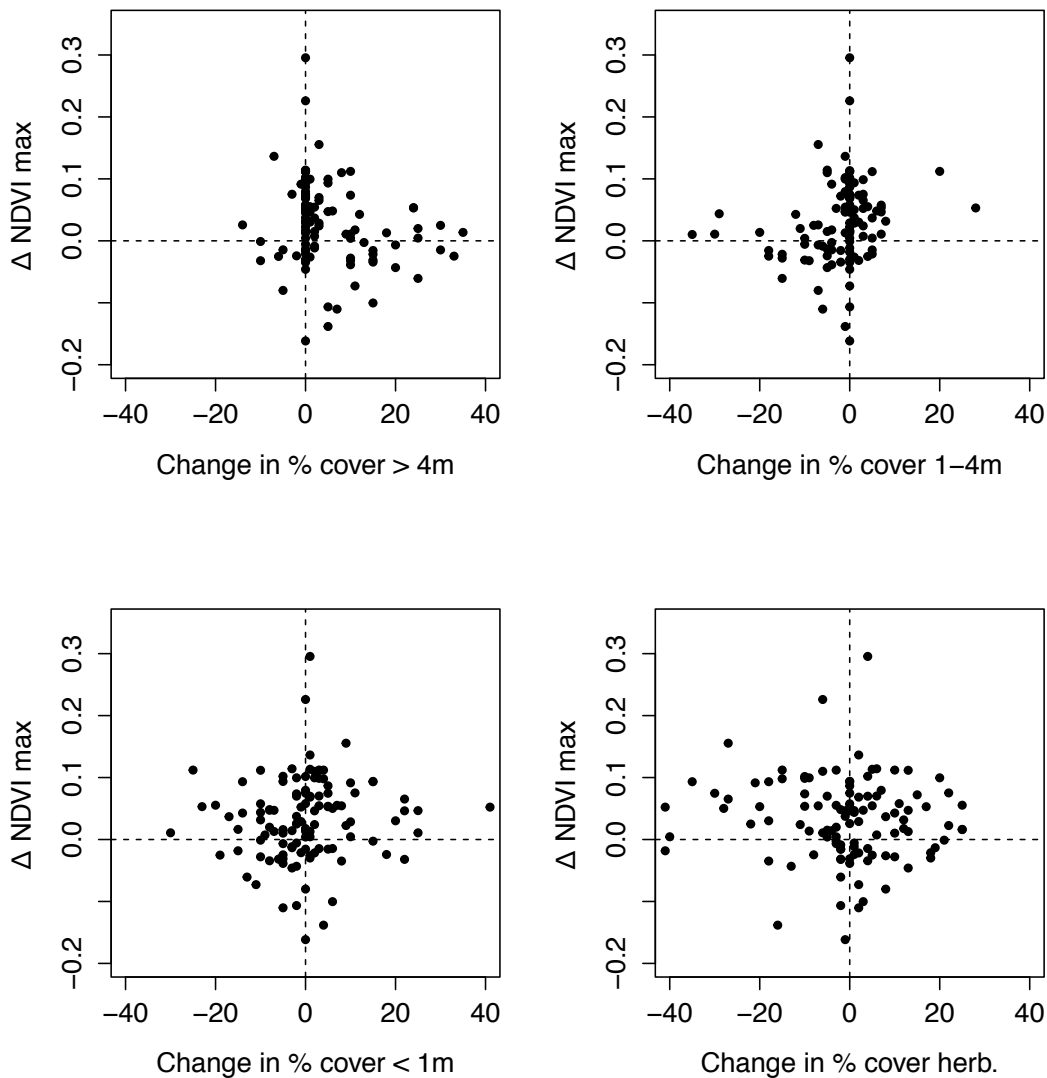 Δ NDVI max
0.3
0.2
0.1
0.0
−0.2
−40 −20 0 20 40
Change in % cover > 4m
Δ NDVI max
0.3
0.2
0.1
0.0
−0.2
−40 −20 0 20 40
Change in % cover 1−4m
Δ NDVI max
0.3
0.2
0.1
0.0
−0.2
−40 −20 0 20 40
Change in % cover < 1m
Δ NDVI max
0.3
0.2
0.1
0.0
−0.2
−40 −20 0 20 40
Change in % cover herb.